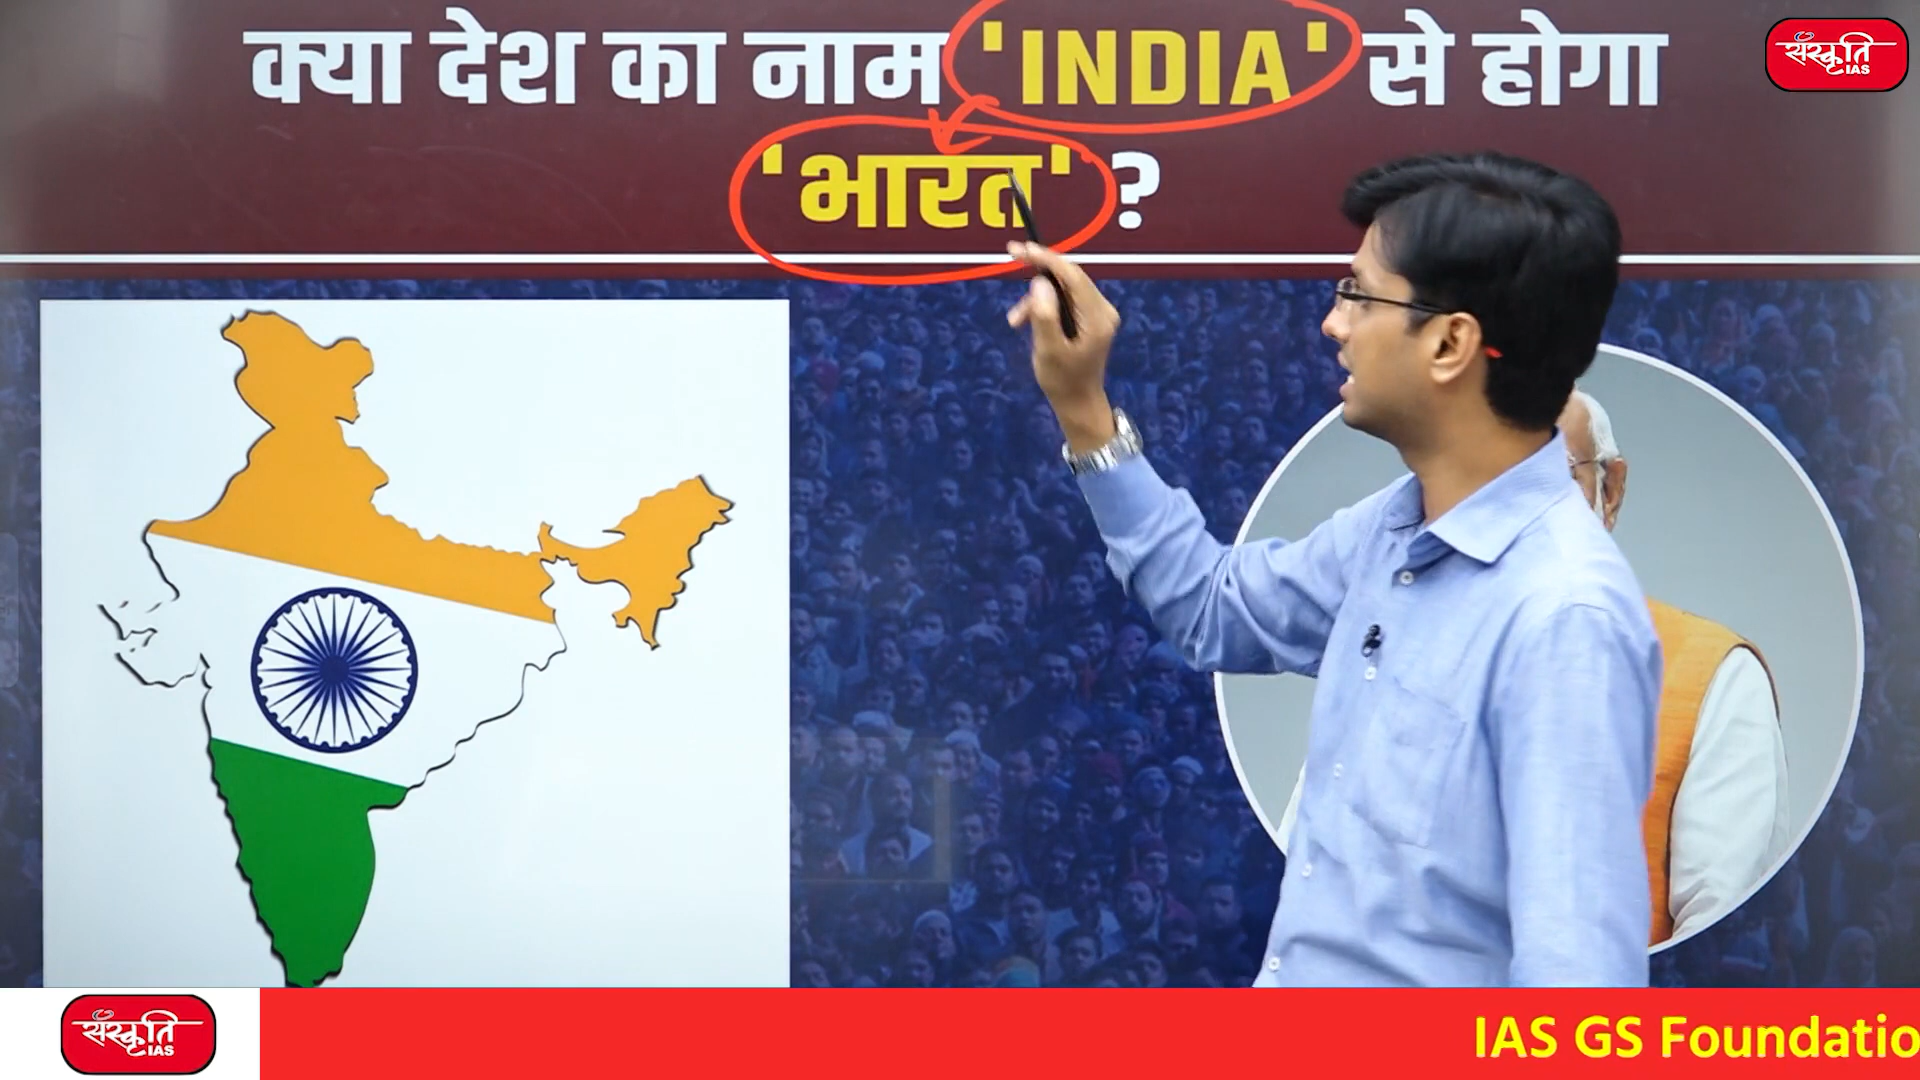 क्या देश का नाम 'INDIA' से होगा
'भारत' ?
संस्कृति
IAS
संस्कृति
IAS
IAS GS Foundatio